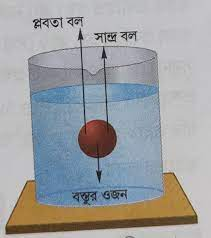 প্লবতা বল
সান্দ্র বল
বস্তুর ওজন